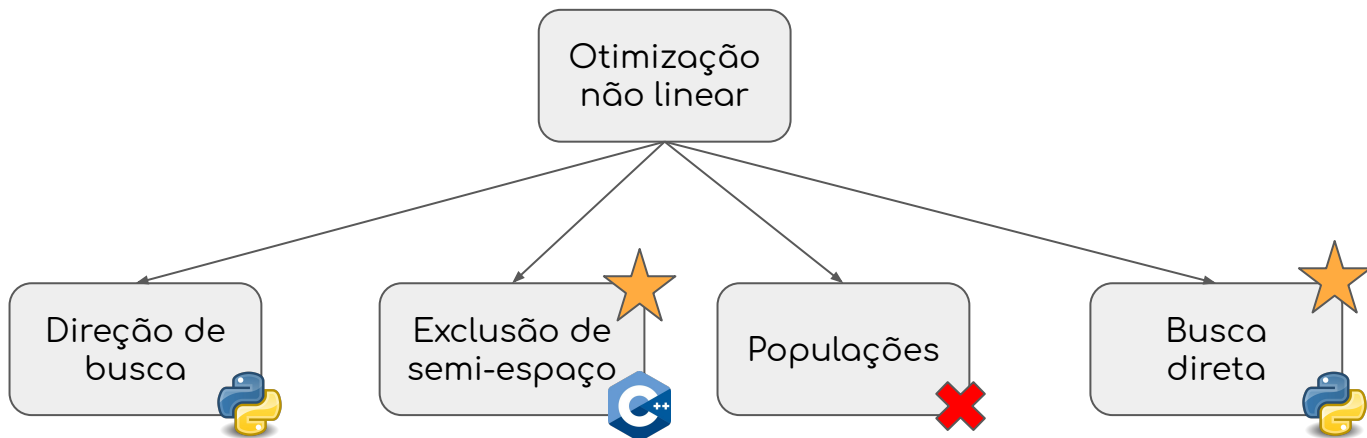 Otimização
não linear
Direção de
busca
Exclusão de
semi-espaço
C++
Populações
Busca
direta